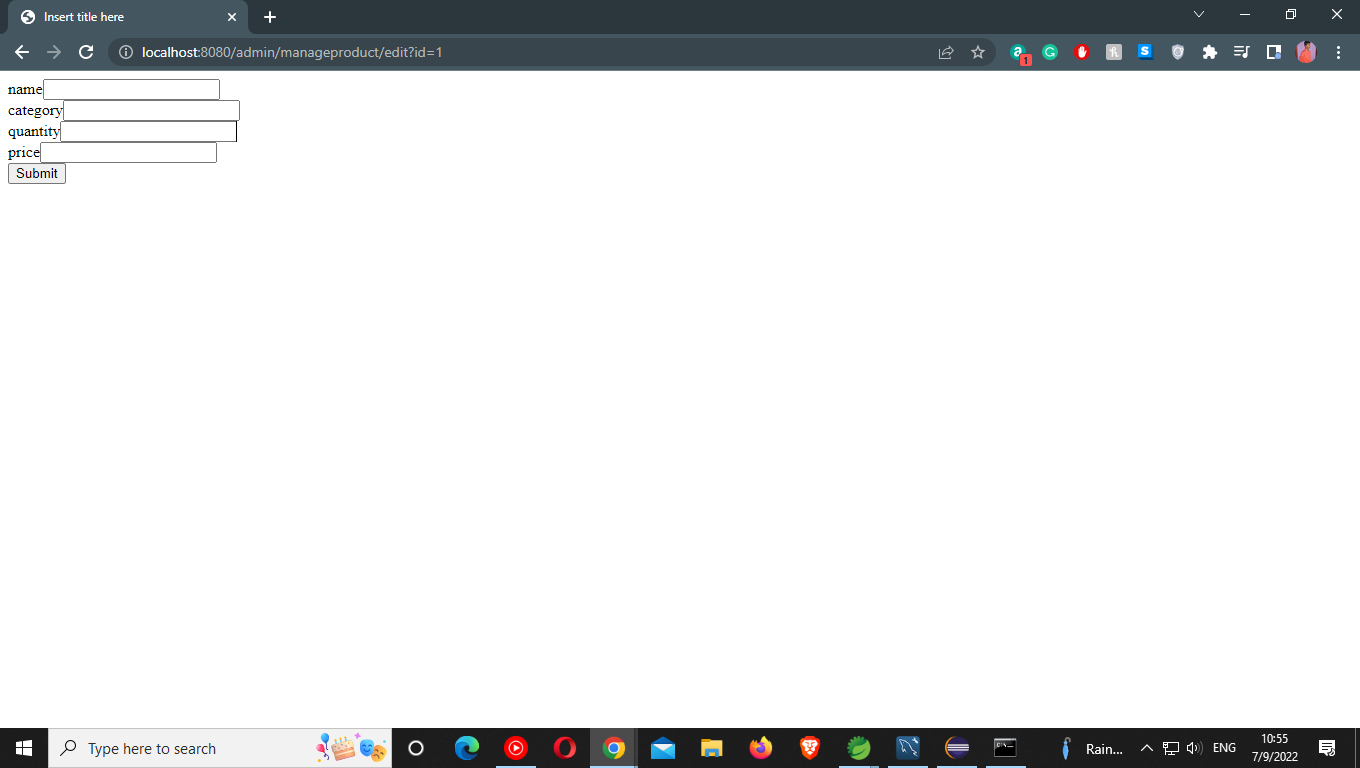 Insert title here
localhost:8080/admin/manageproduct/edit?id=1
1
name
category
quantity
price
Submit
Type here to search
Rain...
ENG
10:55
7/9/2022